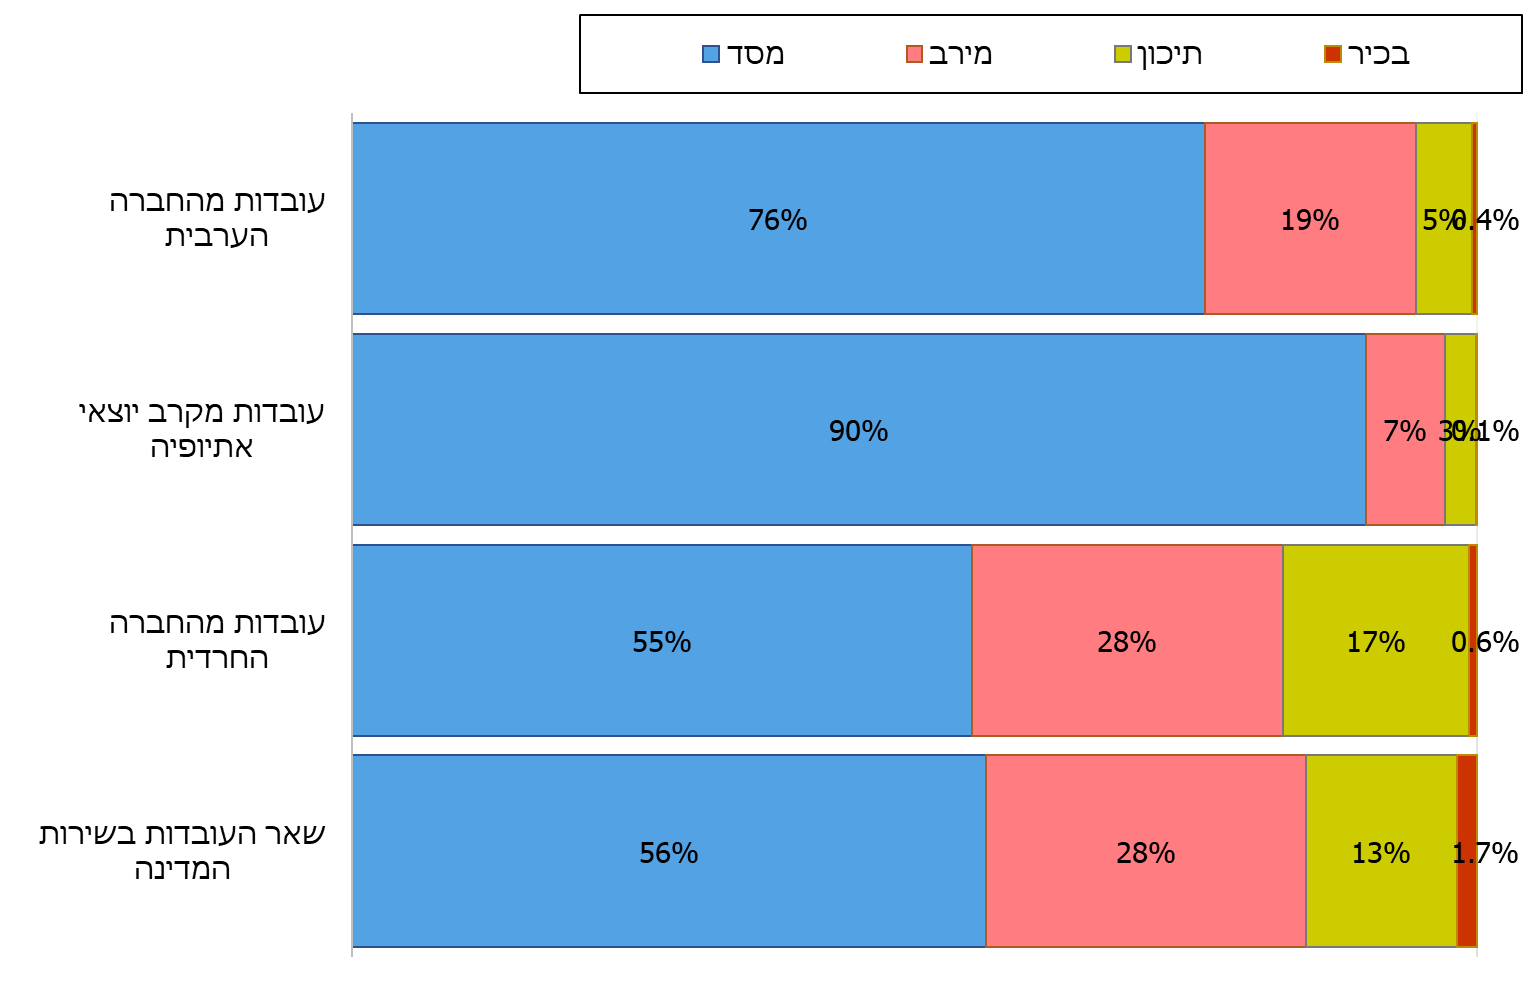 בכיר תיכון מירב מסד
עובדות מהחברה
הערבית
76% 19% 5% 0.4%
עובדות מקרב יוצאי
אתיופיה
90% 7% 3% 0.1%
עובדות מהחברה
החרדית
55% 28% 17% 0.6%
שאר העובדות בשירות
המדינה
56% 28% 13% 1.7%